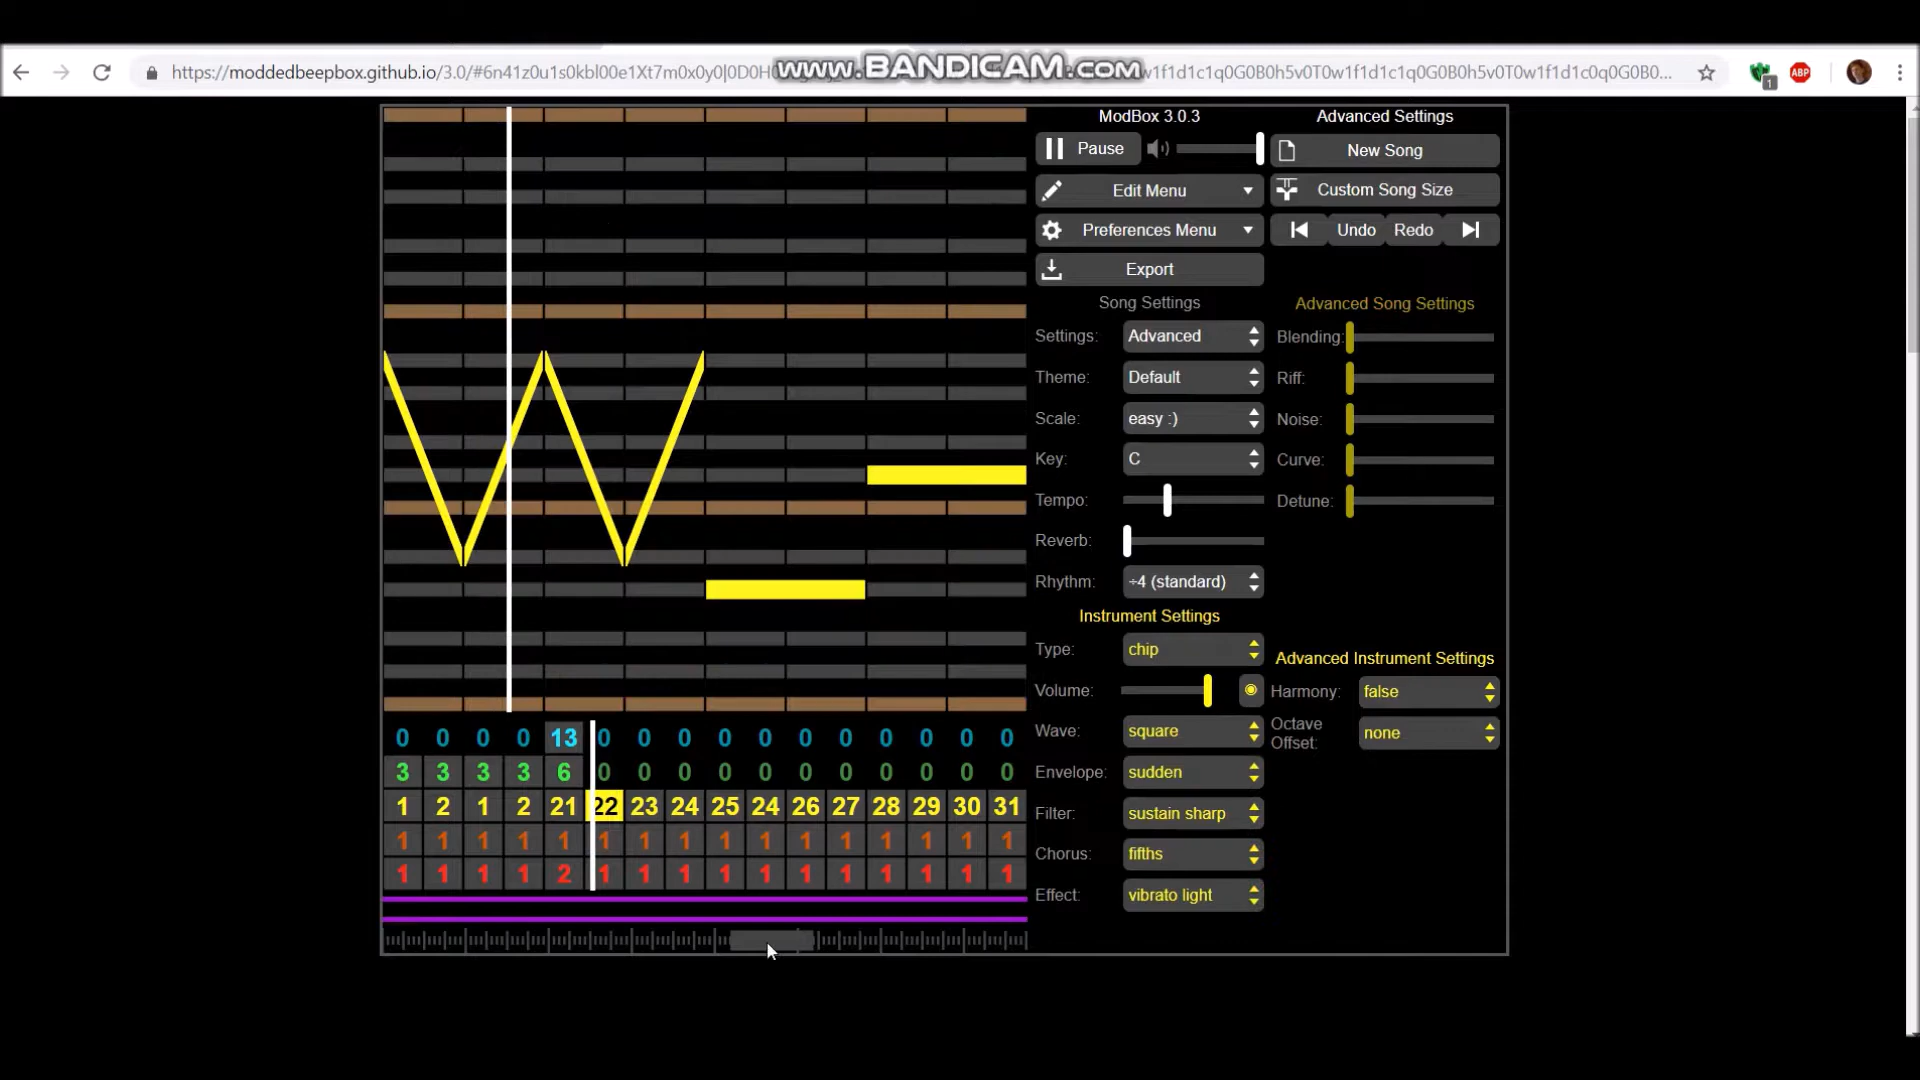 https://moddedbeepbox.github.io/3.0/#6n41z0u1s0kbl00e1Xt7m0x0y0|0D0H
www.BANDICAM.com
w1f1d1c1q0G0B0h5v0T0w1f1d1c1q0G0B0h5v0T0w1f1d1c0q0G0B0...
1
ABP
ModBox 3.0.3
Advanced Settings
Pause
New Song
Edit Menu
Custom Song Size
Preferences Menu
Undo
Redo
Export
Song Settings
Advanced Song Settings
Settings: Advanced
Blending:
Theme: Default
Riff:
Scale: easy :)
Noise:
Key: C
Curve:
Tempo:
Detune:
Reverb:
Rhythm: ÷4 (standard)
Instrument Settings
Type: chip
Advanced Instrument Settings
Volume:
Harmony: false
Wave: square
Octave
Offset: none
Envelope: sudden
Filter: sustain sharp
Chorus: fifths
Effect: vibrato light
0 0 0 0 13 0 0 0 0 0 0 0 0 0 0 0
3 3 3 3 6 0 0 0 0 0 0 0 0 0 0 0
1 2 1 2 21 22 23 24 25 24 26 27 28 29 30 31
1 1 1 1 1 1 1 1 1 1 1 1 1 1 1 1
1 1 1 1 2 1 1 1 1 1 1 1 1 1 1 1